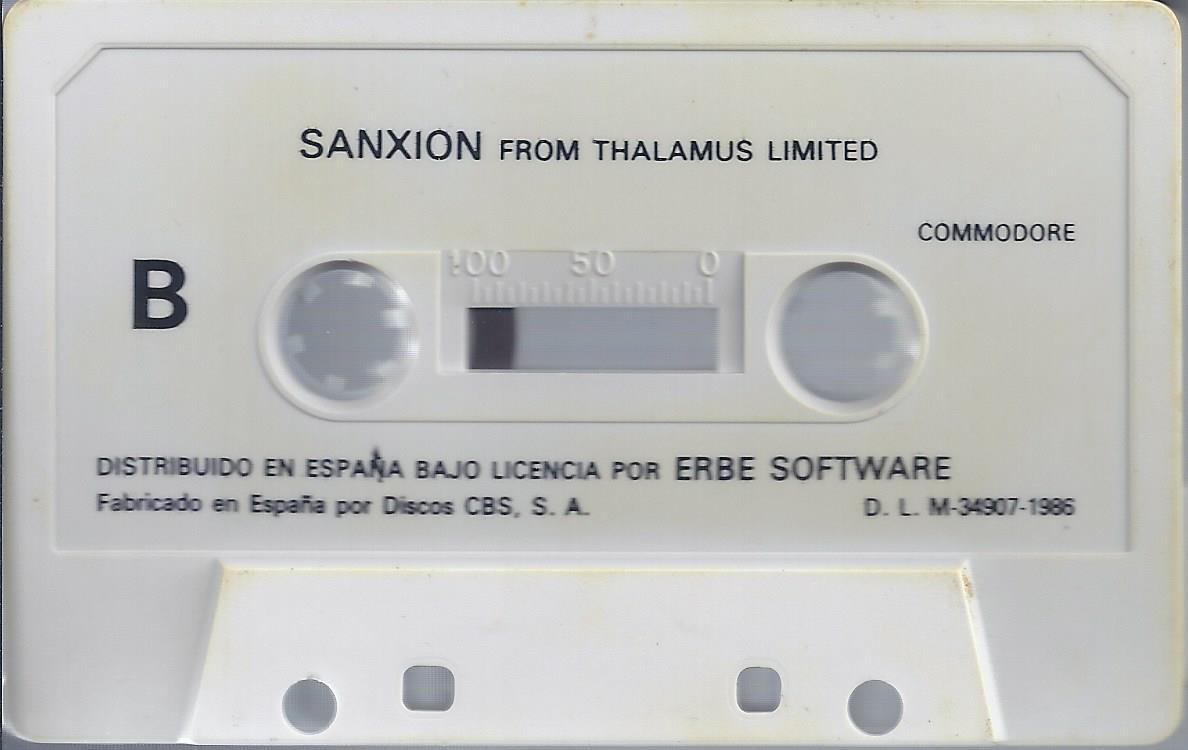 SANXION FROM THALAMUS LIMITED
COMMODORE
B
100 50 0
DISTRIBUIDO EN ESPAÑA BAJO LICENCIA POR ERBE SOFTWARE
Fabricado en España por Discos CBS, S. A.
D. L. M-34907-1986